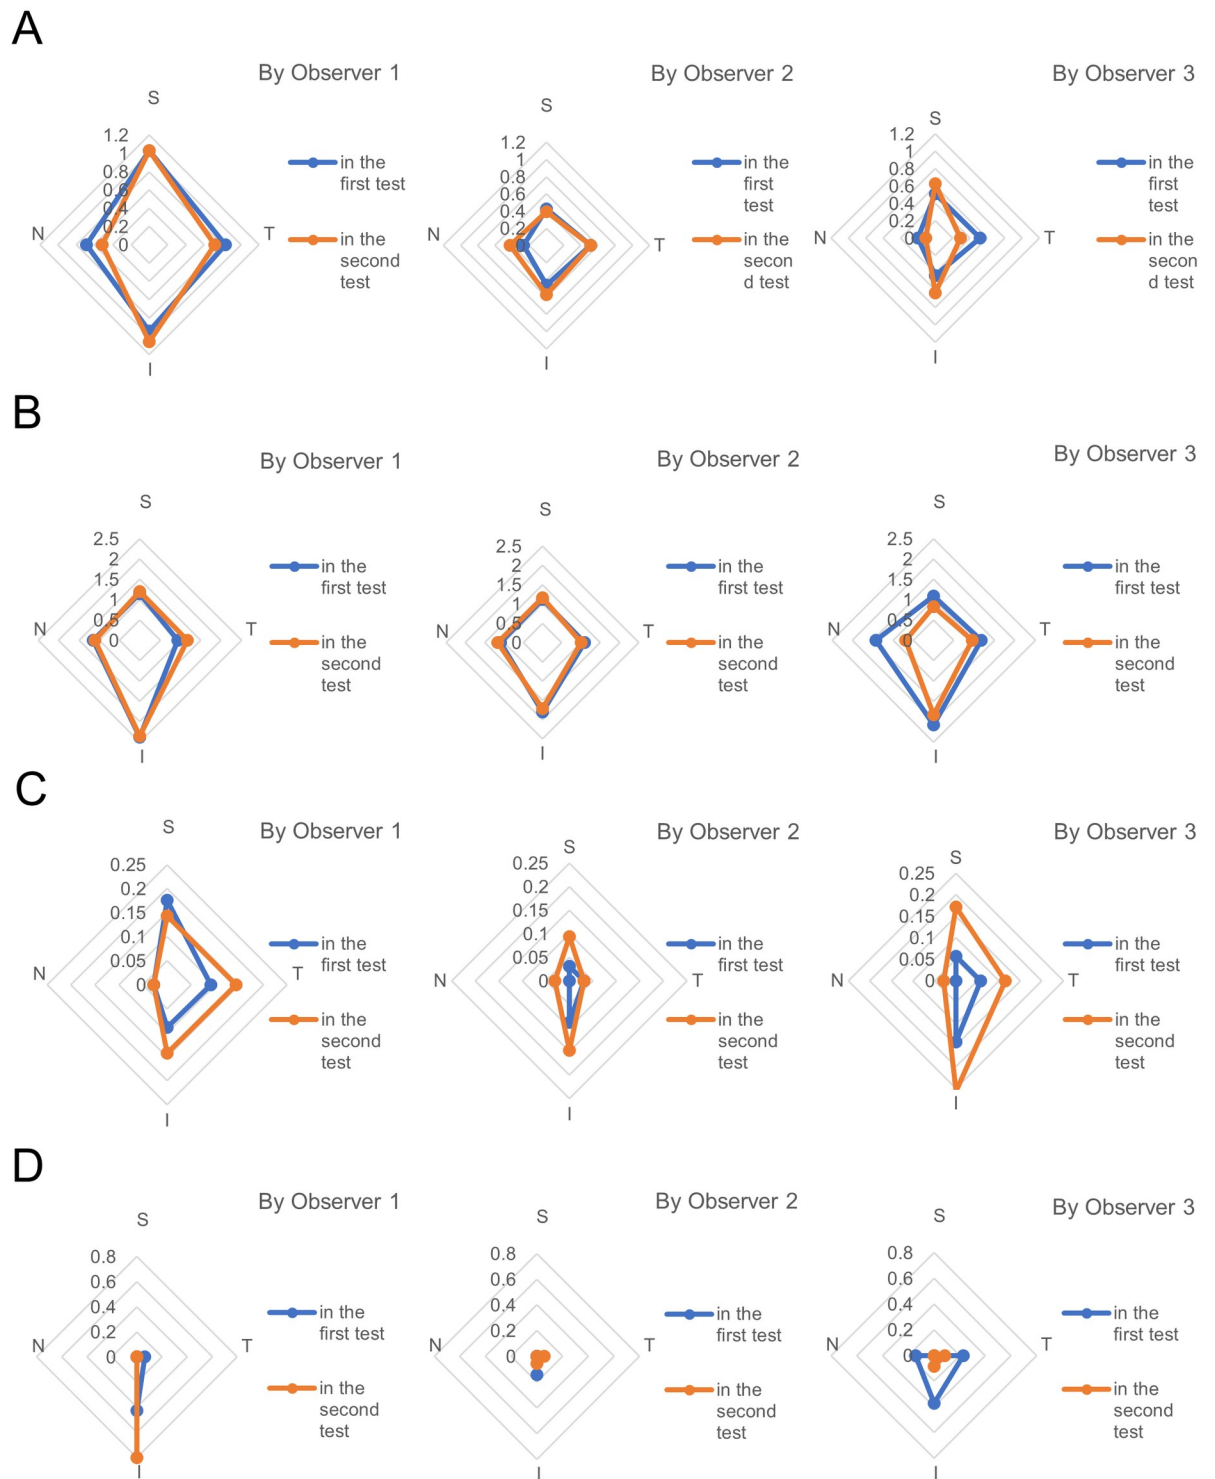 A
By Observer 1
S
1.2
1
0.8
0.6
0.4
0.2
0
N
T
I
in the
first test
in the
second
test
By Observer 2
S
1.2
1
0.8
0.6
0.4
0.2
0
N
T
I
in the
first
test
in the
secon
d test
By Observer 3
S
1.2
1
0.8
0.6
0.4
0.2
0
N
T
I
in the
first
test
in the
secon
d test
B
By Observer 1
S
2.5
2
1.5
1
0.5
0
N
T
I
in the
first test
in the
second
test
By Observer 2
S
2.5
2
1.5
1
0.5
0
N
T
I
in the
first test
in the
second
test
By Observer 3
S
2.5
2
1.5
1
0.5
0
N
T
I
in the
first test
in the
second
test
C
By Observer 1
S
0.25
0.2
0.15
0.1
0.05
0
N
T
I
in the
first test
in the
second
test
By Observer 2
S
0.25
0.2
0.15
0.1
0.05
0
N
T
I
in the
first test
in the
second
test
By Observer 3
S
0.25
0.2
0.15
0.1
0.05
0
N
T
I
in the
first test
in the
second
test
D
By Observer 1
S
0.8
0.6
0.4
0.2
0
N
T
I
in the
first test
in the
second
test
By Observer 2
S
0.8
0.6
0.4
0.2
0
N
T
I
in the
first test
in the
second
test
By Observer 3
S
0.8
0.6
0.4
0.2
0
N
T
I
in the
first test
in the
second
test